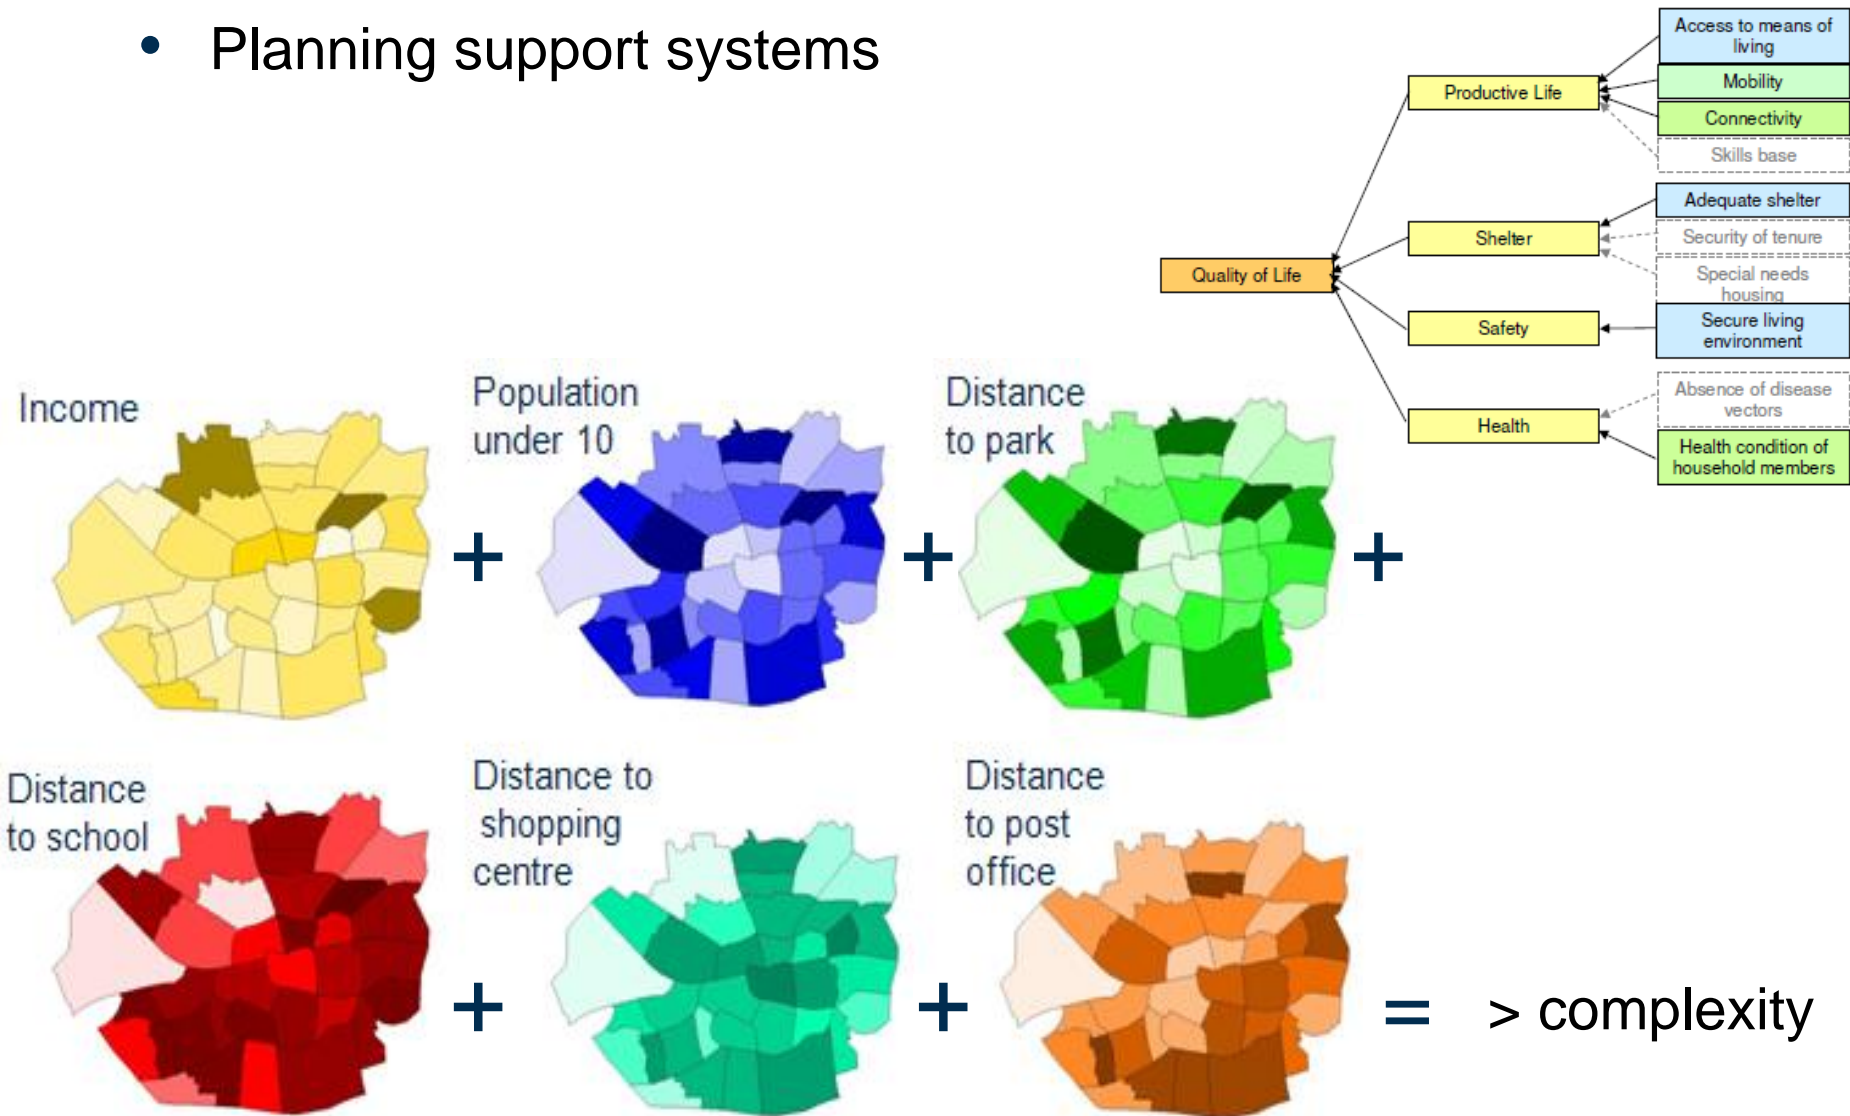 • Planning support systems
Access to means of
living
Mobility
Connectivity
Skills base
Productive Life
Adequate shelter
Security of tenure
Special needs
housing
Shelter
Quality of Life
Secure living
environment
Safety
Absence of disease
vectors
Health condition of
household members
Health
Income
+
Population
under 10
+
Distance
to park
+
Distance
to school
+
Distance to
shopping
centre
+
Distance
to post
office
=
> complexity